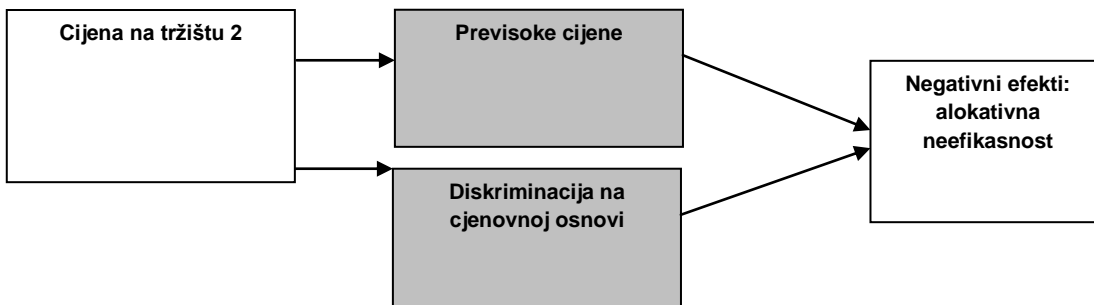 Cijena na tržištu 2
Previsoke cijene
Negativni efekti:
alokativna
neefikasnost
Diskriminacija na
cjenovnoj osnovi